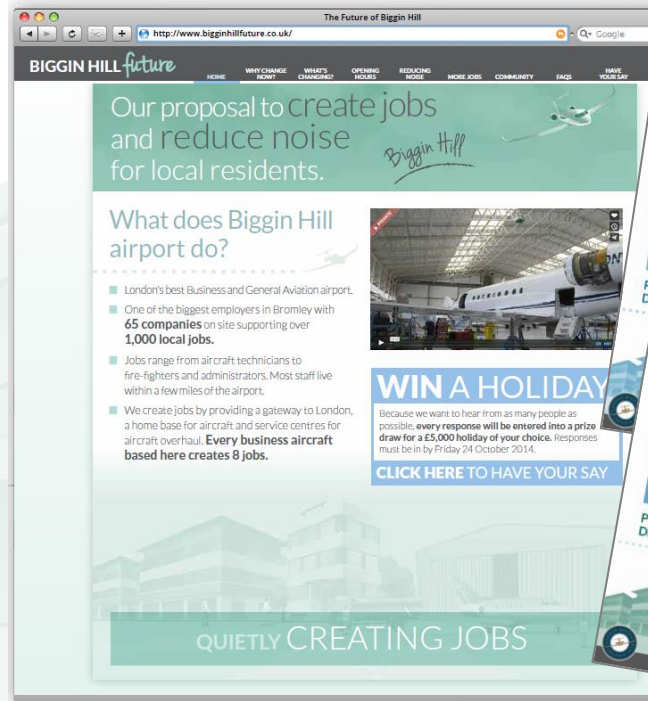 The Future of Biggin Hill
http://www.bigginhillfuture.co.uk/
Google
BIGGIN HILL future
HOME
WHY CHANGE
NOW?
WHAT'S
CHANGING?
OPENING
HOURS
REDUCING
NOISE
MORE JOBS
COMMUNITY
FAQS
HAVE
YOUR SAY
Our proposal to create jobs
and reduce noise
for local residents.
Biggin Hill
What does Biggin Hill
airport do?
London's best Business and General Aviation airport.
One of the biggest employers in Bromley with
65 companies on site supporting over
1,000 local jobs.
Jobs range from aircraft technicians to
fire-fighters and administrators. Most staff live
within a few miles of the airport.
We create jobs by providing a gateway to London,
a home base for aircraft and service centres for
aircraft overhaul. Every business aircraft
based here creates 8 jobs.
WIN A HOLIDAY
Because we want to hear from as many people as
possible, every response will be entered into a prize
draw for a £5,000 holiday of your choice. Responses
must be in by Friday 24 October 2014.
CLICK HERE TO HAVE YOUR SAY
QUIETLY CREATING JOBS